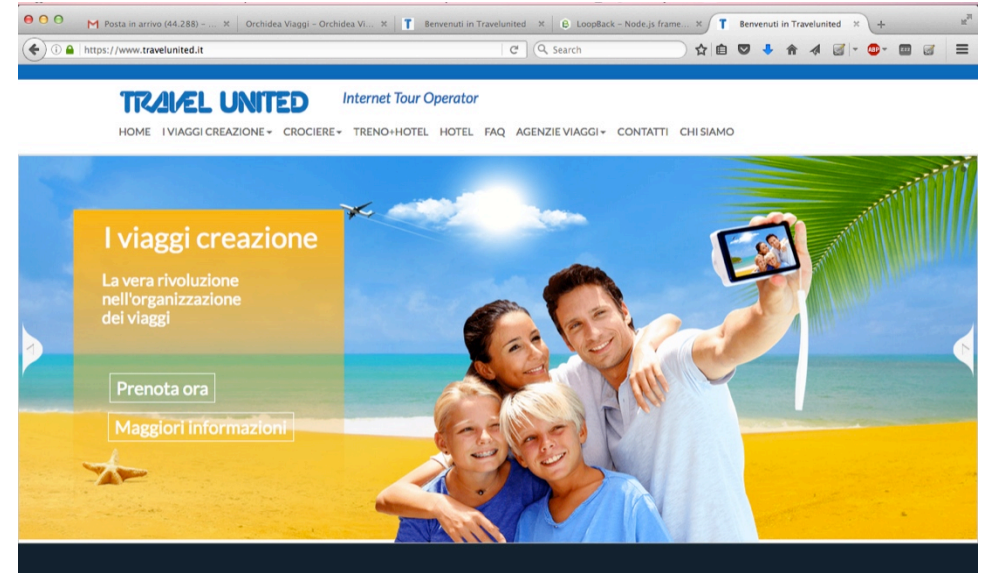 Posta in arrivo (44.288) - ...
Orchidea Viaggi - Orchidea Vi...
T Benvenuti in Travelunited
LoopBack - Node.js frame...
T Benvenuti in Travelunited
https://www.travelunited.it
Search
ABP
TRAVEL UNITED
Internet Tour Operator
HOME I VIAGGI CREAZIONE CROCIERE TRENO+HOTEL HOTEL FAQ AGENZIE VIAGGI CONTATTI CHI SIAMO
I viaggi creazione
La vera rivoluzione
nell'organizzazione
dei viaggi
Prenota ora
Maggiori informazioni